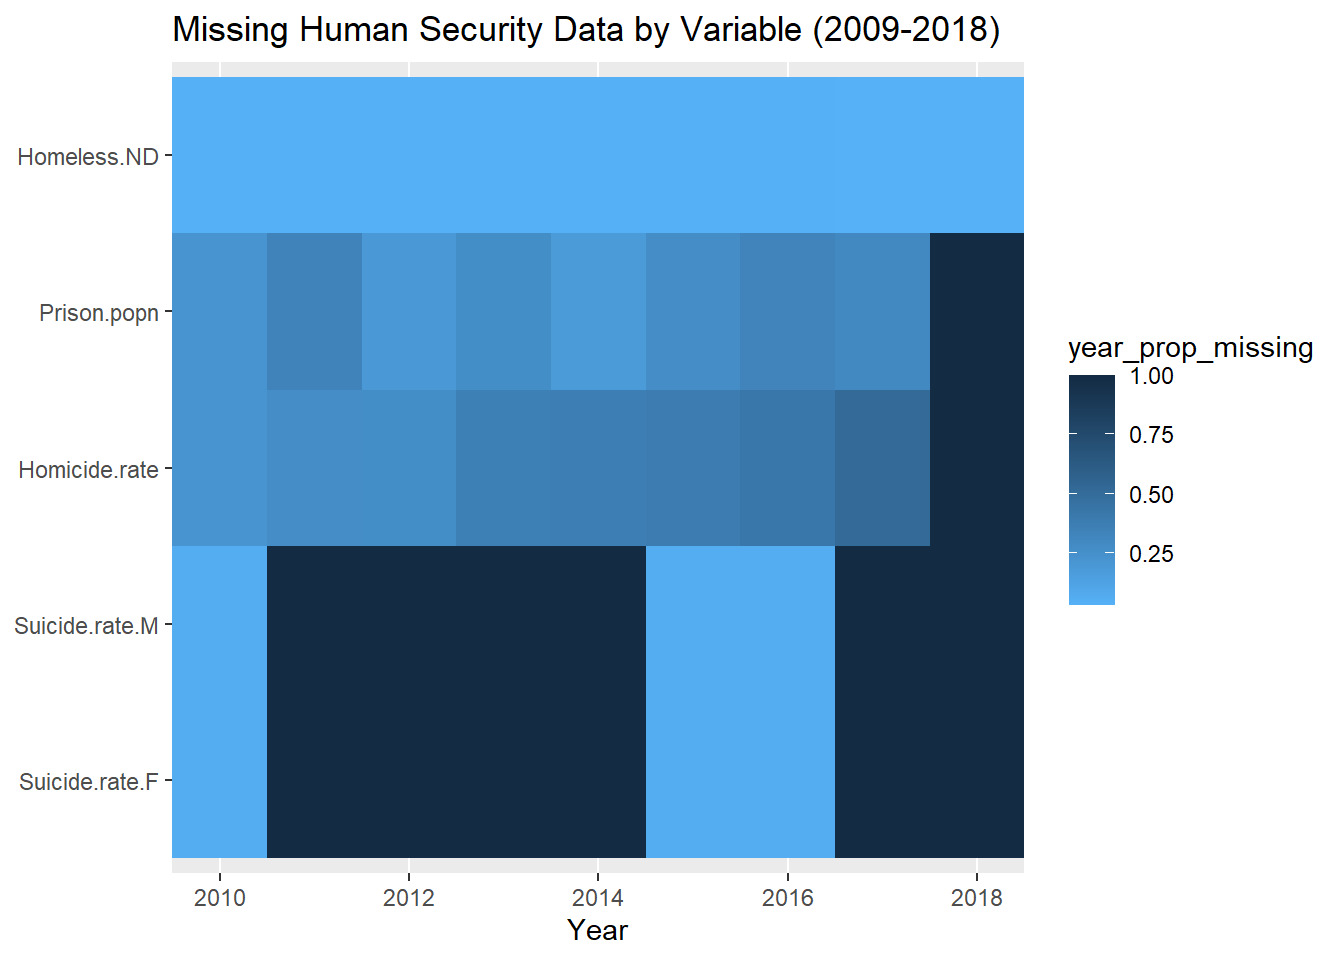 Missing Human Security Data by Variable (2009-2018)
Homeless.ND
Prison.popn
Homicide.rate
Suicide.rate.M
Suicide.rate.F
2010 2012 2014 2016 2018
Year
year_prop_missing
1.00
0.75
0.50
0.25